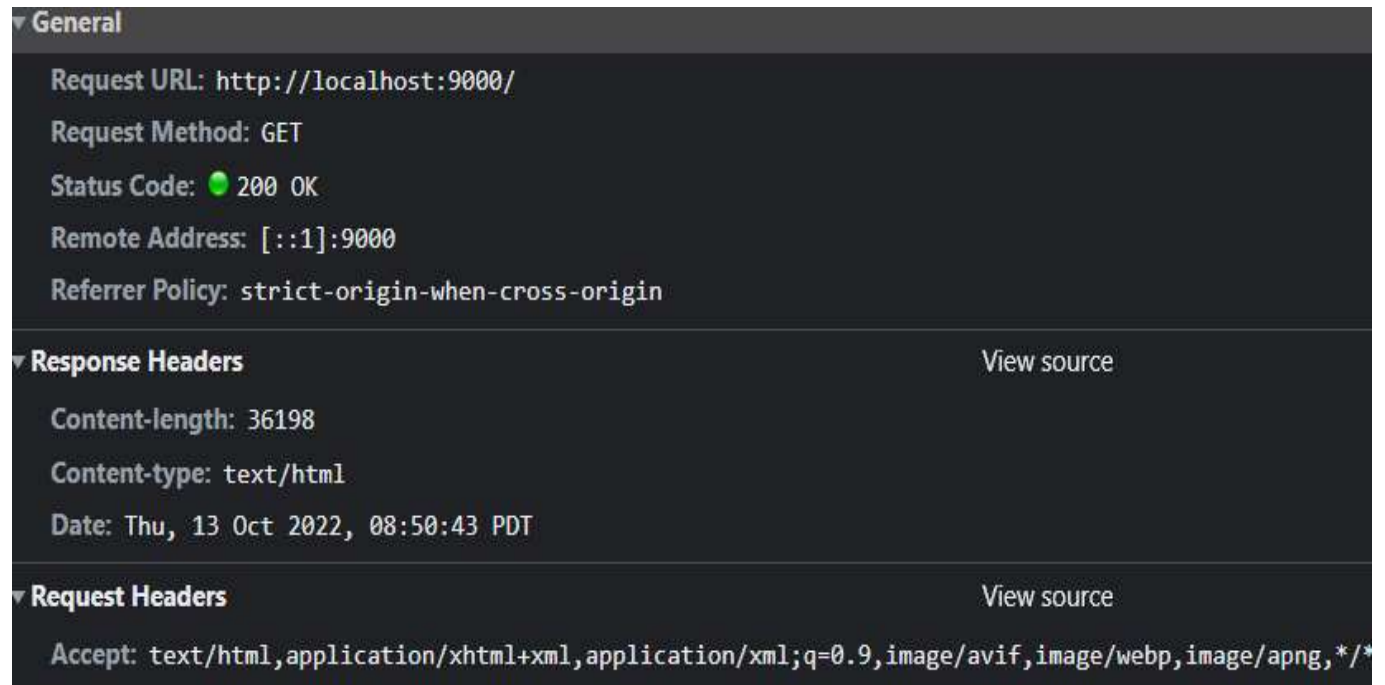 General
Request URL: http://localhost:9000/
Request Method: GET
Status Code: 200 OK
Remote Address: [::1]:9000
Referrer Policy: strict-origin-when-cross-origin
Response Headers View source
Content-length: 36198
Content-type: text/html
Date: Thu, 13 Oct 2022, 08:50:43 PDT
Request Headers View source
Accept: text/html,application/xhtml+xml,application/xml;q=0.9,image/avif,image/webp,image/apng,*/*